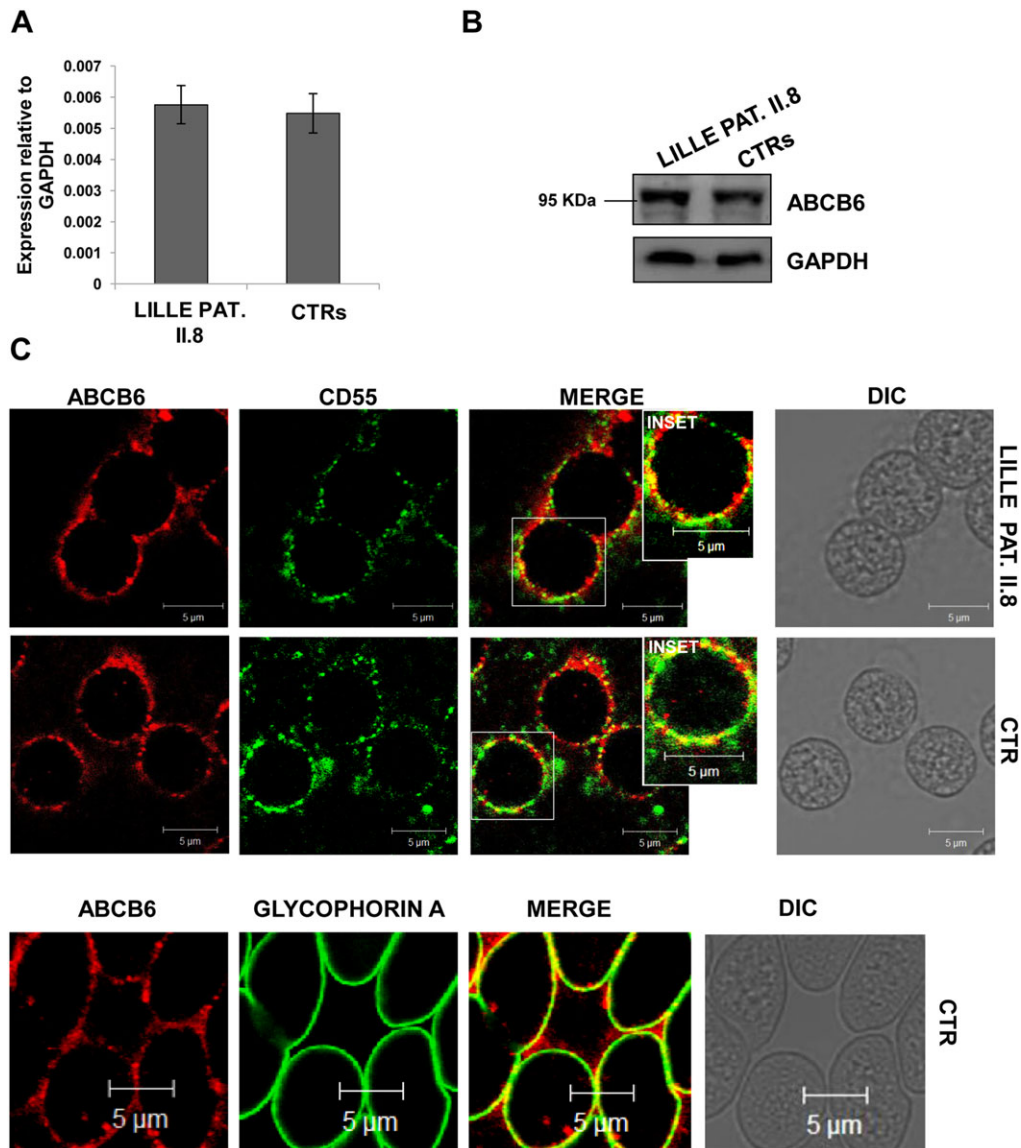 A
Expression relative to
GAPDH
0.007
0.006
0.005
0.004
0.003
0.002
0.001
0
LILLE PAT.
II.8
CTRs
B
LILLE PAT. II.8
CTRs
95 KDa
ABCB6
GAPDH
C
ABCB6
CD55
MERGE
DIC
INSET
5 µm
5 µm
5 µm
5 µm
5 µm
LILLE PAT. II.8
INSET
5 µm
5 µm
5 µm
5 µm
5 µm
CTR
ABCB6
GLYCOPHORIN A
MERGE
DIC
5 µm
5 µm
5 µm
5 µm
CTR